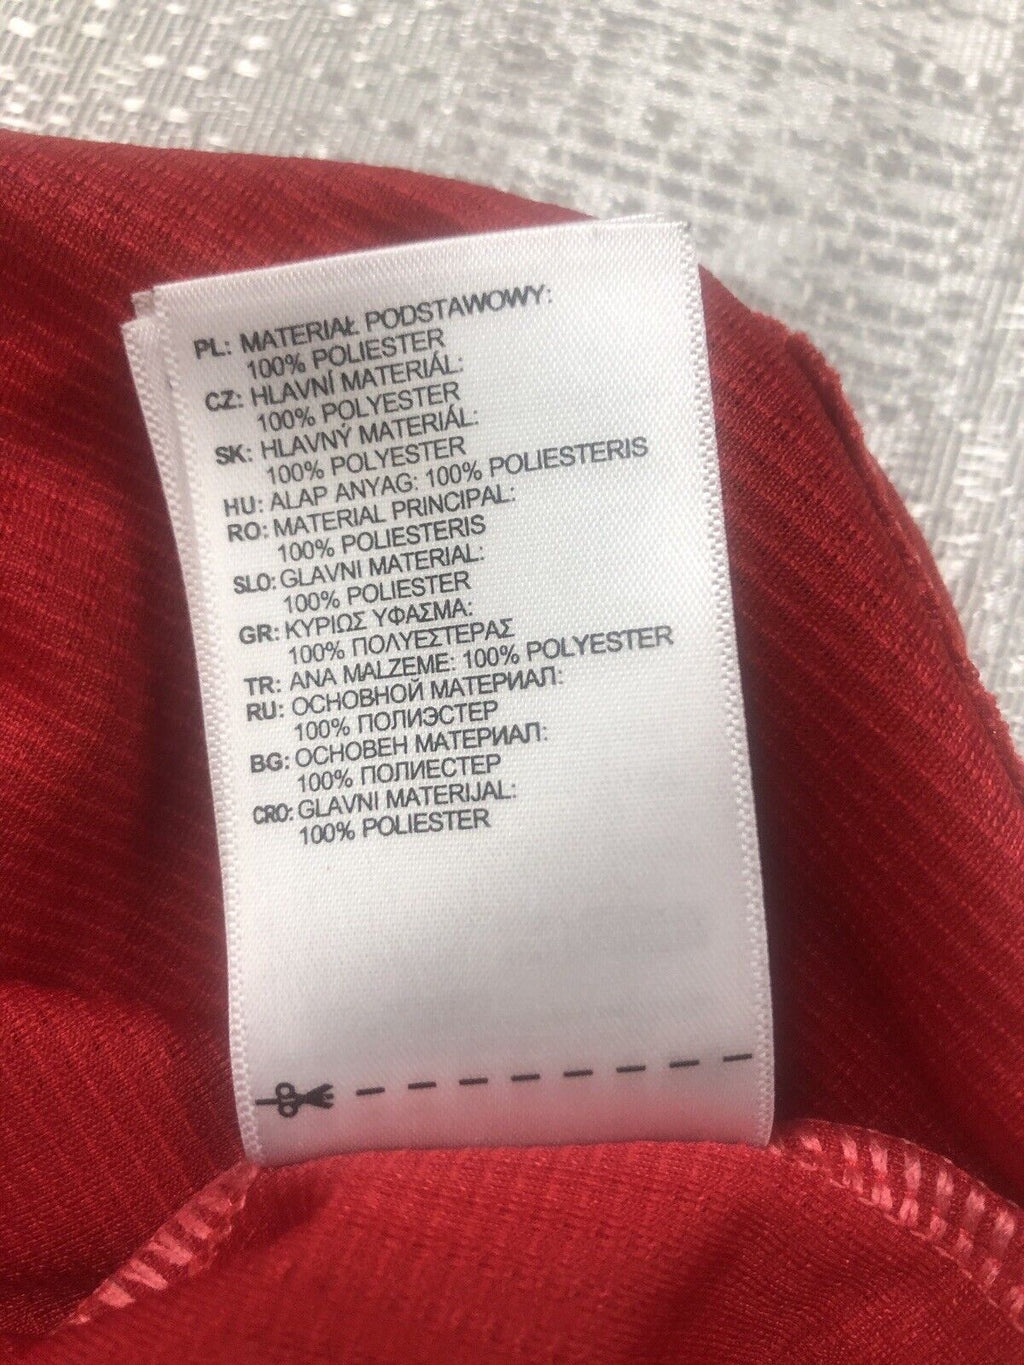 PL: MATERIAŁ PODSTAWOWY:
100% POLIESTER
CZ: HLAVNÍ MATERIÁL:
100% POLYESTER
SK: HLAVNÝ MATERIÁL:
100% POLYESTER
HU: ALAP ANYAG: 100% POLIESTERIS
RO: MATERIAL PRINCIPAL:
100% POLIESTERIS
SLO: GLAVNI MATERIAL:
100% POLIESTER
GR: ΚΥΡΙΩΣ ΥΦΑΣΜΑ:
100% ΠΟΛΥΕΣΤΕΡΑΣ
TR: ANA MALZEME: 100% POLYESTER
RU: ОСНОВНОЙ МАТЕРИАЛ:
100% ПОЛИЭСТЕР
BG: ОСНОВЕН МАТЕРИАЛ:
100% ПОЛИЕСТЕР
CRO: GLAVNI MATERIJAL:
100% POLIESTER